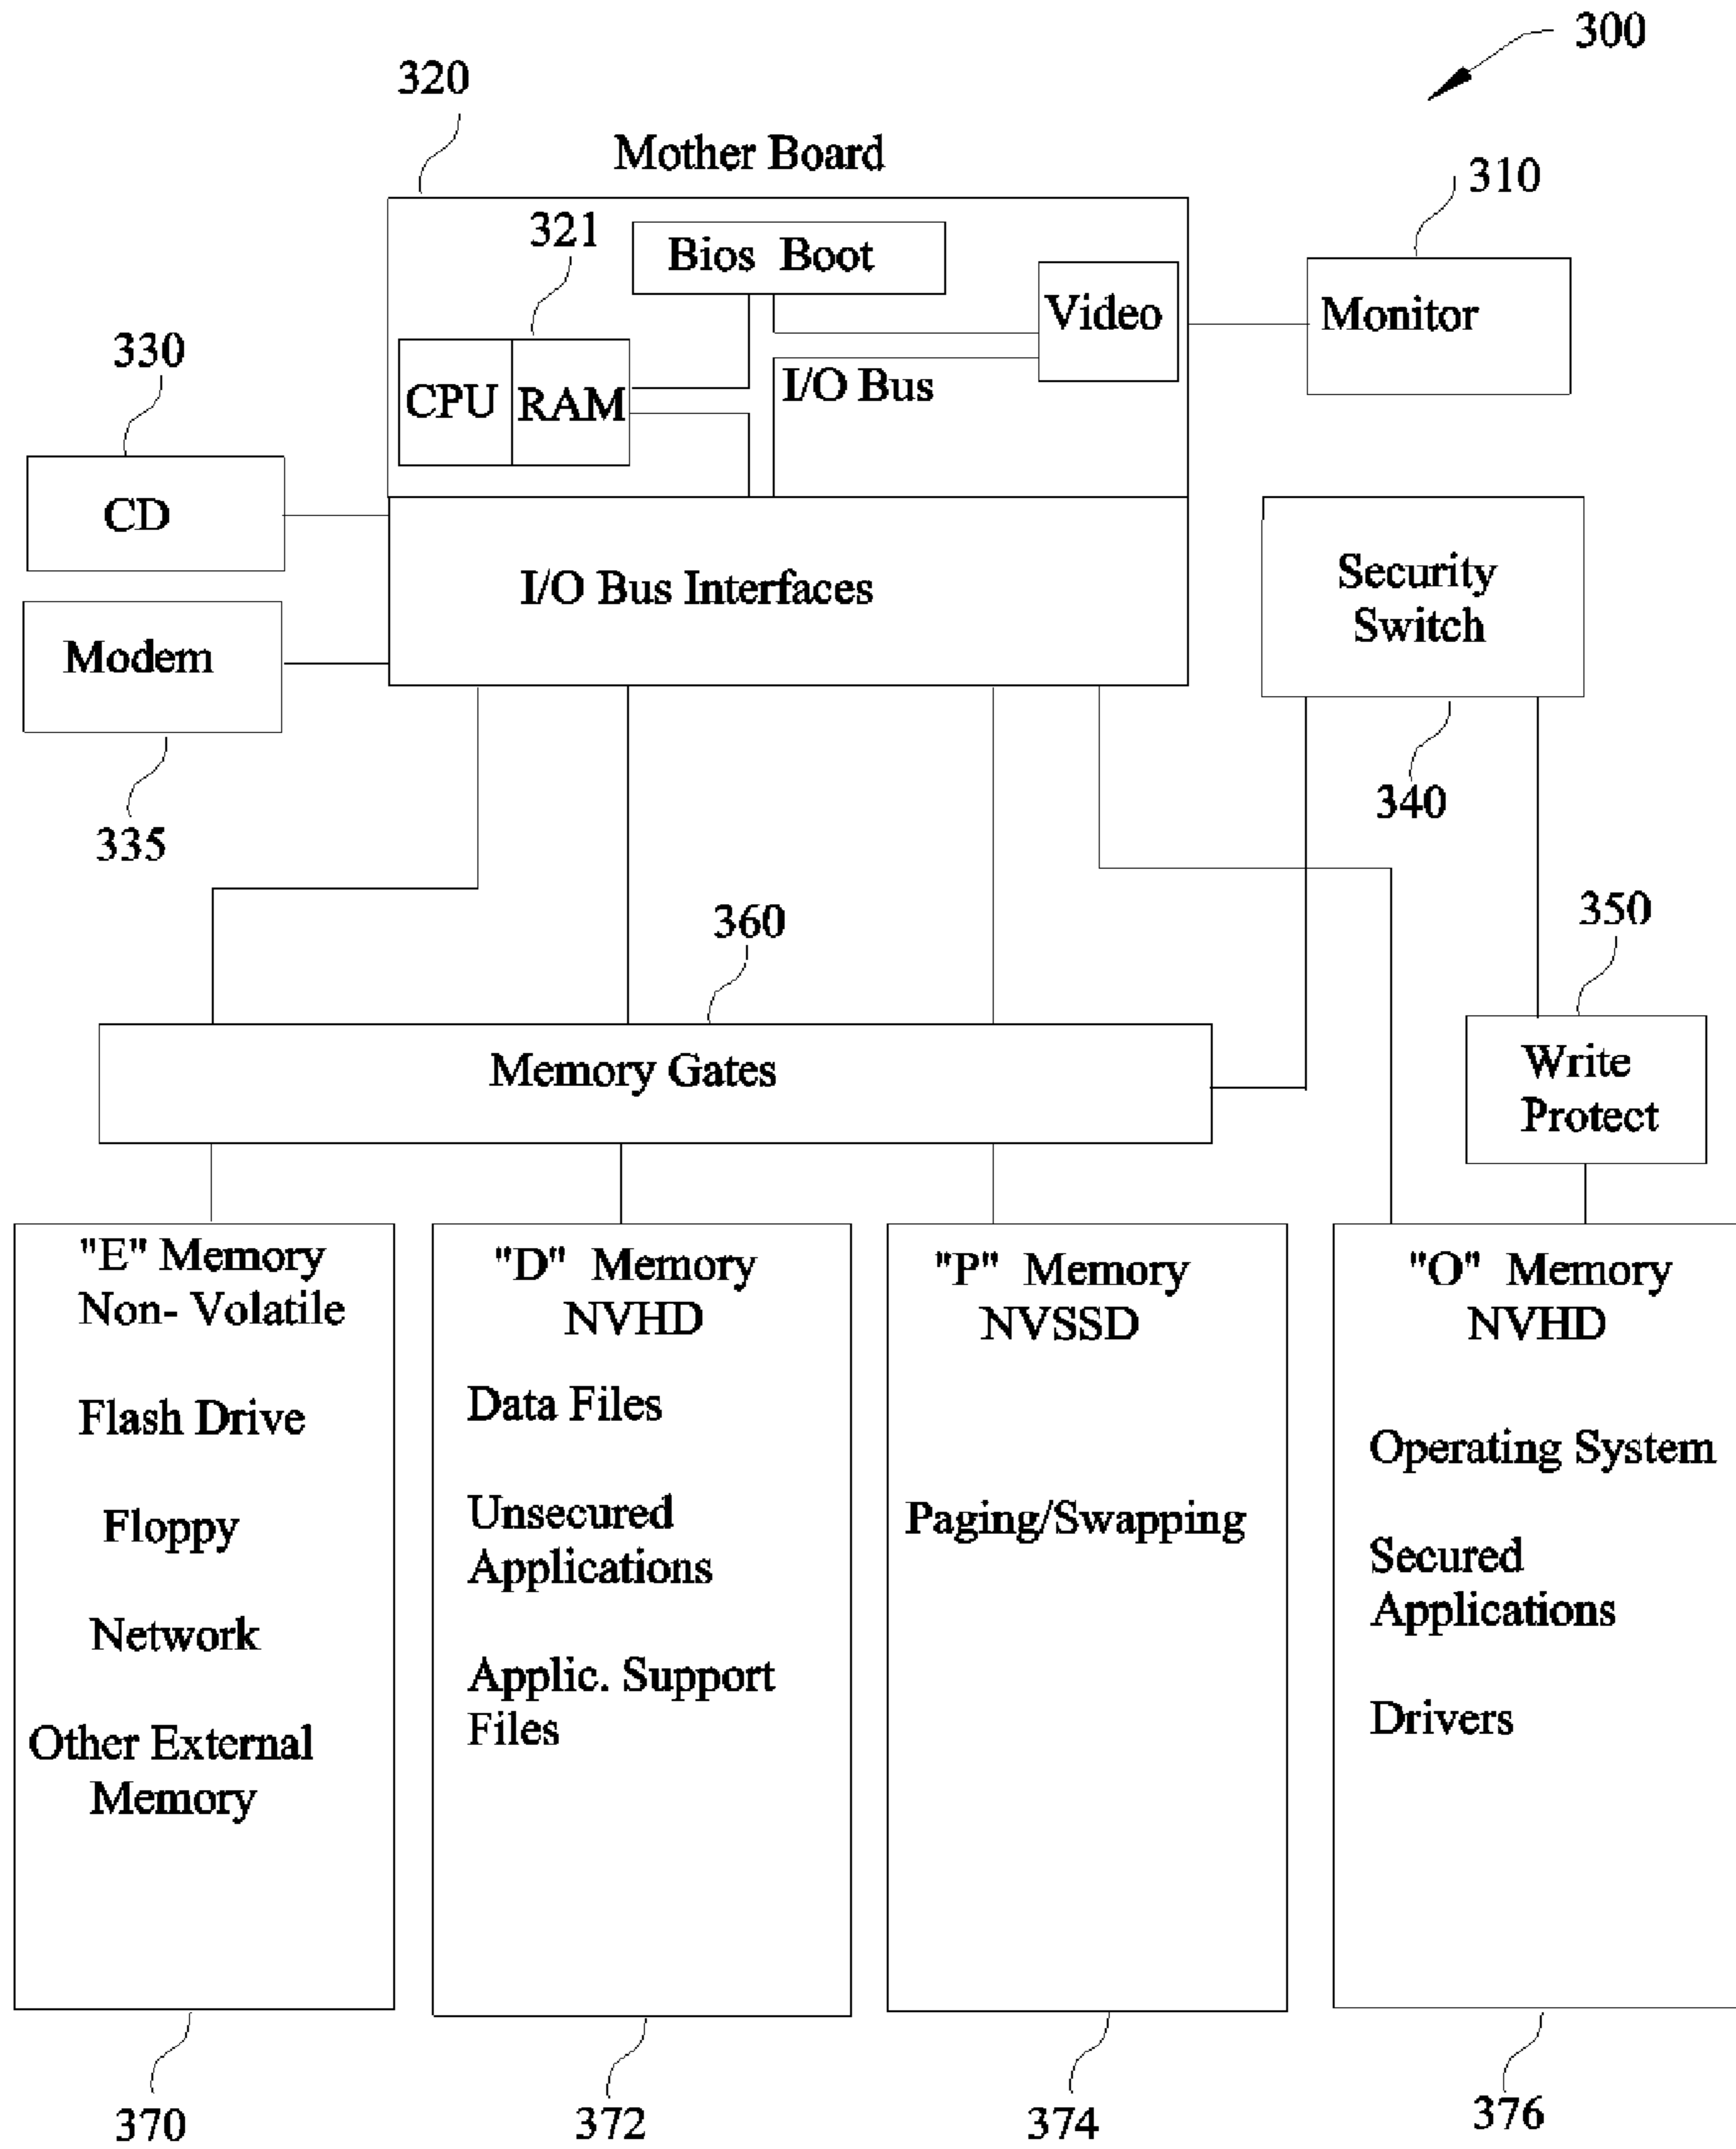 300
320
Mother Board
310
321
Bios Boot
Video
Monitor
330
I/O Bus
CPU
RAM
CD
I/O Bus Interfaces
Security
Switch
Modem
340
335
360
350
Memory Gates
Write
Protect
"E" Memory
Non- Volatile
Flash Drive
Floppy
Network
Other External
Memory
"D" Memory
NVHD
Data Files
Unsecured
Applications
Applic. Support
Files
"P" Memory
NVSSD
Paging/Swapping
"O" Memory
NVHD
Operating System
Secured
Applications
Drivers
370
372
374
376